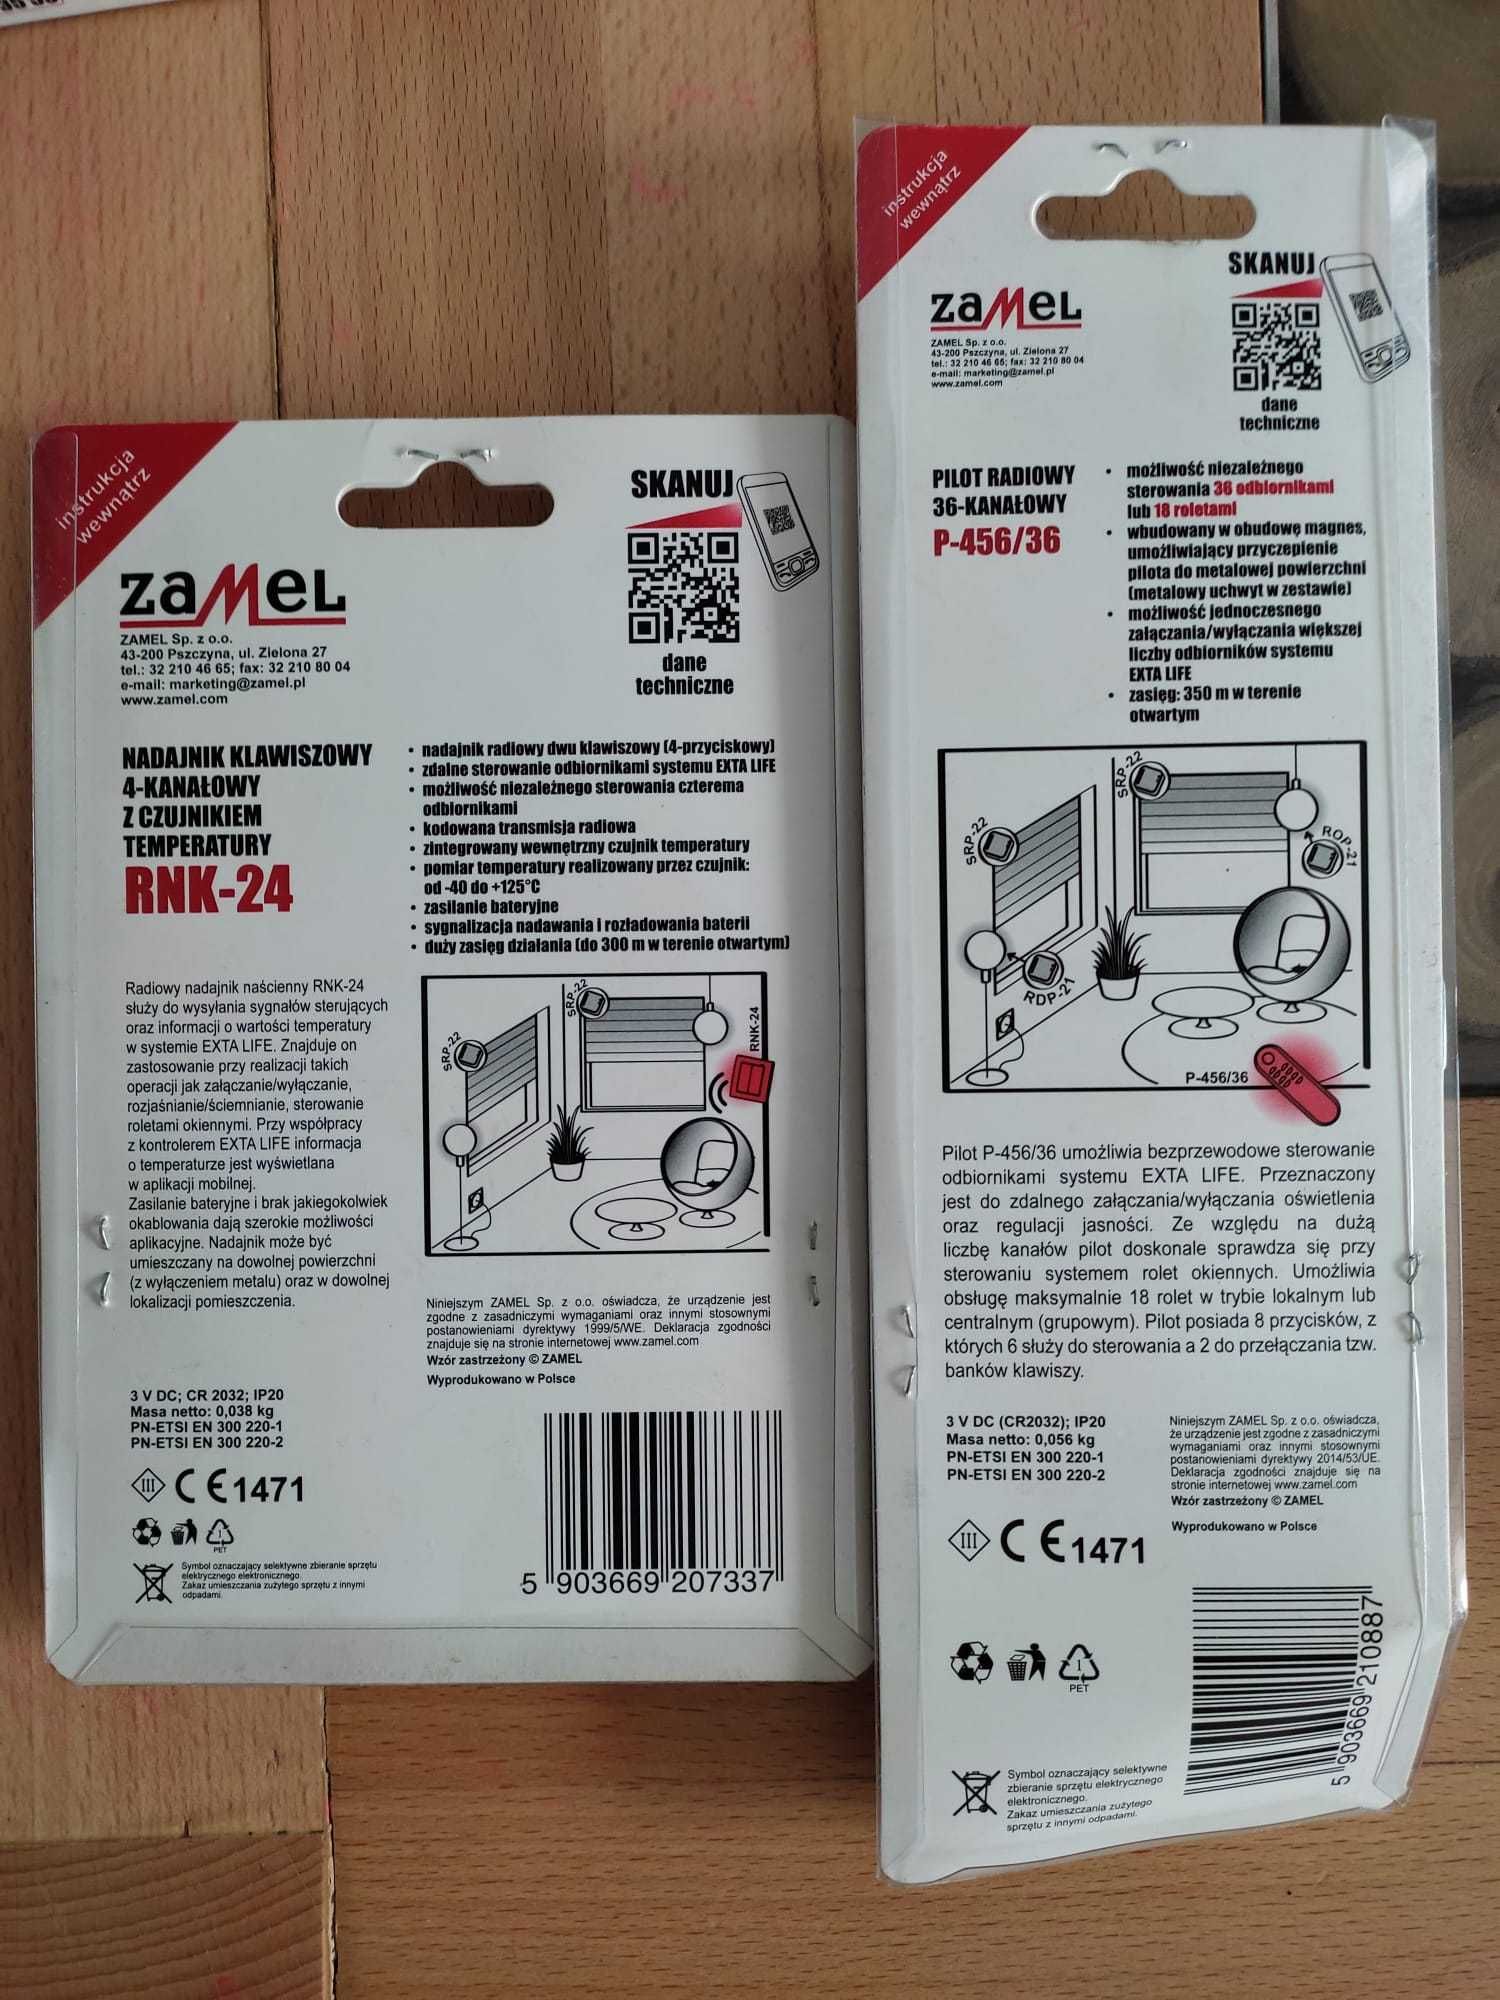 instrukcja
wewnątrz
SKANUJ
zaMeL
ZAMEL Sp. z o.o.
43-200 Pszczyna, ul. Zielona 27
tel.: 32 210 46 65; fax: 32 210 80 04
e-mail: marketing@zamel.pl
www.zamel.com
dane
techniczne
NADAJNIK KLAWISZOWY
4-KANAŁOWY
Z CZUJNIKIEM
TEMPERATURY
RNK-24
• nadajnik radiowy dwu klawiszowy (4-przyciskowy)
• zdalne sterowanie odbiornikami systemu EXTA LIFE
• możliwość niezależnego sterowania czterema
odbiornikami
• kodowana transmisja radiowa
• zintegrowany wewnętrzny czujnik temperatury
• pomiar temperatury realizowany przez czujnik:
od -40 do +125°C
• zasilanie bateryjne
• sygnalizacja nadawania i rozładowania baterii
• duży zasięg działania (do 300 m w terenie otwartym)
Radiowy nadajnik naścienny RNK-24
służy do wysyłania sygnałów sterujących
oraz informacji o wartości temperatury
w systemie EXTA LIFE. Znajduje on
zastosowanie przy realizacji takich
operacji jak załączanie/wyłączanie,
rozjaśnianie/ściemnianie, sterowanie
roletami okiennymi. Przy współpracy
z kontrolerem EXTA LIFE informacja
o temperaturze jest wyświetlana
w aplikacji mobilnej.
Zasilanie bateryjne i brak jakiegokolwiek
okablowania dają szerokie możliwości
aplikacyjne. Nadajnik może być
umieszczany na dowolnej powierzchni
(z wyłączeniem metalu) oraz w dowolnej
lokalizacji pomieszczenia.
SRP-22
SRP-22
RNK-24
Niniejszym ZAMEL Sp. z o.o. oświadcza, że urządzenie jest
zgodne z zasadniczymi wymaganiami oraz innymi stosownymi
postanowieniami dyrektywy 1999/5/WE. Deklaracja zgodności
znajduje się na stronie internetowej www.zamel.com
Wzór zastrzeżony © ZAMEL
Wyprodukowano w Polsce
3 V DC; CR 2032; IP20
Masa netto: 0,038 kg
PN-ETSI EN 300 220-1
PN-ETSI EN 300 220-2
III CE 1471
1
PET
Symbol oznaczający selektywne zbieranie sprzętu
elektrycznego elektronicznego.
Zakaz umieszczania zużytego sprzętu z innymi
odpadami.
5 903669 207337
instrukcja
wewnątrz
SKANUJ
zaMeL
ZAMEL Sp. z o.o.
43-200 Pszczyna, ul. Zielona 27
tel.: 32 210 46 65; fax: 32 210 80 04
e-mail: marketing@zamel.pl
www.zamel.com
dane
techniczne
PILOT RADIOWY
36-KANAŁOWY
P-456/36
• możliwość niezależnego
sterowania 36 odbiornikami
lub 18 roletami
• wbudowany w obudowę magnes,
umożliwiający przyczepienie
pilota do metalowej powierzchni
(metalowy uchwyt w zestawie)
• możliwość jednoczesnego
załączania/wyłączania większej
liczby odbiorników systemu
EXTA LIFE
• zasięg: 350 m w terenie
otwartym
SRP-22
SRP-22
ROP-21
RDP-21
P-456/36
Pilot P-456/36 umożliwia bezprzewodowe sterowanie
odbiornikami systemu EXTA LIFE. Przeznaczony
jest do zdalnego załączania/wyłączania oświetlenia
oraz regulacji jasności. Ze względu na dużą
liczbę kanałów pilot doskonale sprawdza się przy
sterowaniu systemem rolet okiennych. Umożliwia
obsługę maksymalnie 18 rolet w trybie lokalnym lub
centralnym (grupowym). Pilot posiada 8 przycisków, z
których 6 służy do sterowania a 2 do przełączania tzw.
banków klawiszy.
3 V DC (CR2032); IP20
Masa netto: 0,056 kg
PN-ETSI EN 300 220-1
PN-ETSI EN 300 220-2
Niniejszym ZAMEL Sp. z o.o. oświadcza,
że urządzenie jest zgodne z zasadniczymi
wymaganiami oraz innymi stosownymi
postanowieniami dyrektywy 2014/53/UE.
Deklaracja zgodności znajduje się na
stronie internetowej www.zamel.com
Wzór zastrzeżony © ZAMEL
Wyprodukowano w Polsce
III CE 1471
1
PET
Symbol oznaczający selektywne
zbieranie sprzętu elektrycznego
elektronicznego.
Zakaz umieszczania zużytego
sprzętu z innymi odpadami.
5 903669 210887